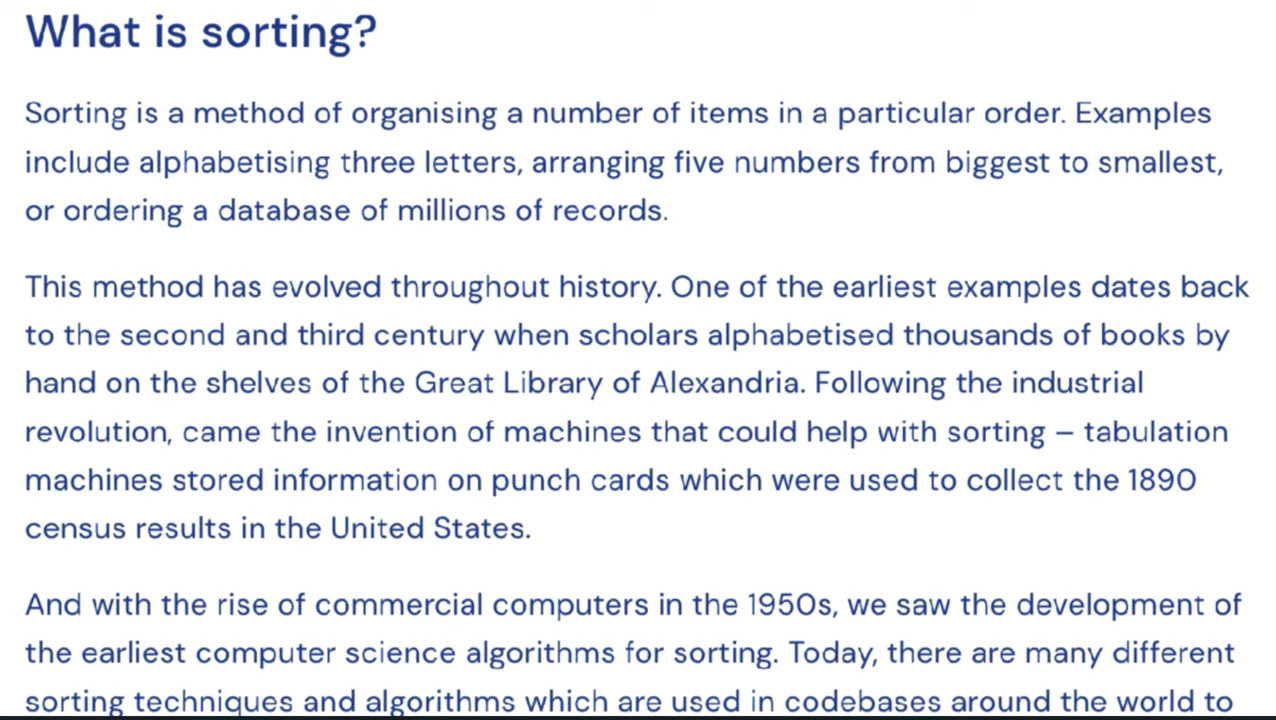 What is sorting?
Sorting is a method of organising a number of items in a particular order. Examples
include alphabetising three letters, arranging five numbers from biggest to smallest,
or ordering a database of millions of records.
This method has evolved throughout history. One of the earliest examples dates back
to the second and third century when scholars alphabetised thousands of books by
hand on the shelves of the Great Library of Alexandria. Following the industrial
revolution, came the invention of machines that could help with sorting – tabulation
machines stored information on punch cards which were used to collect the 1890
census results in the United States.
And with the rise of commercial computers in the 1950s, we saw the development of
the earliest computer science algorithms for sorting. Today, there are many different
sorting techniques and algorithms which are used in codebases around the world to